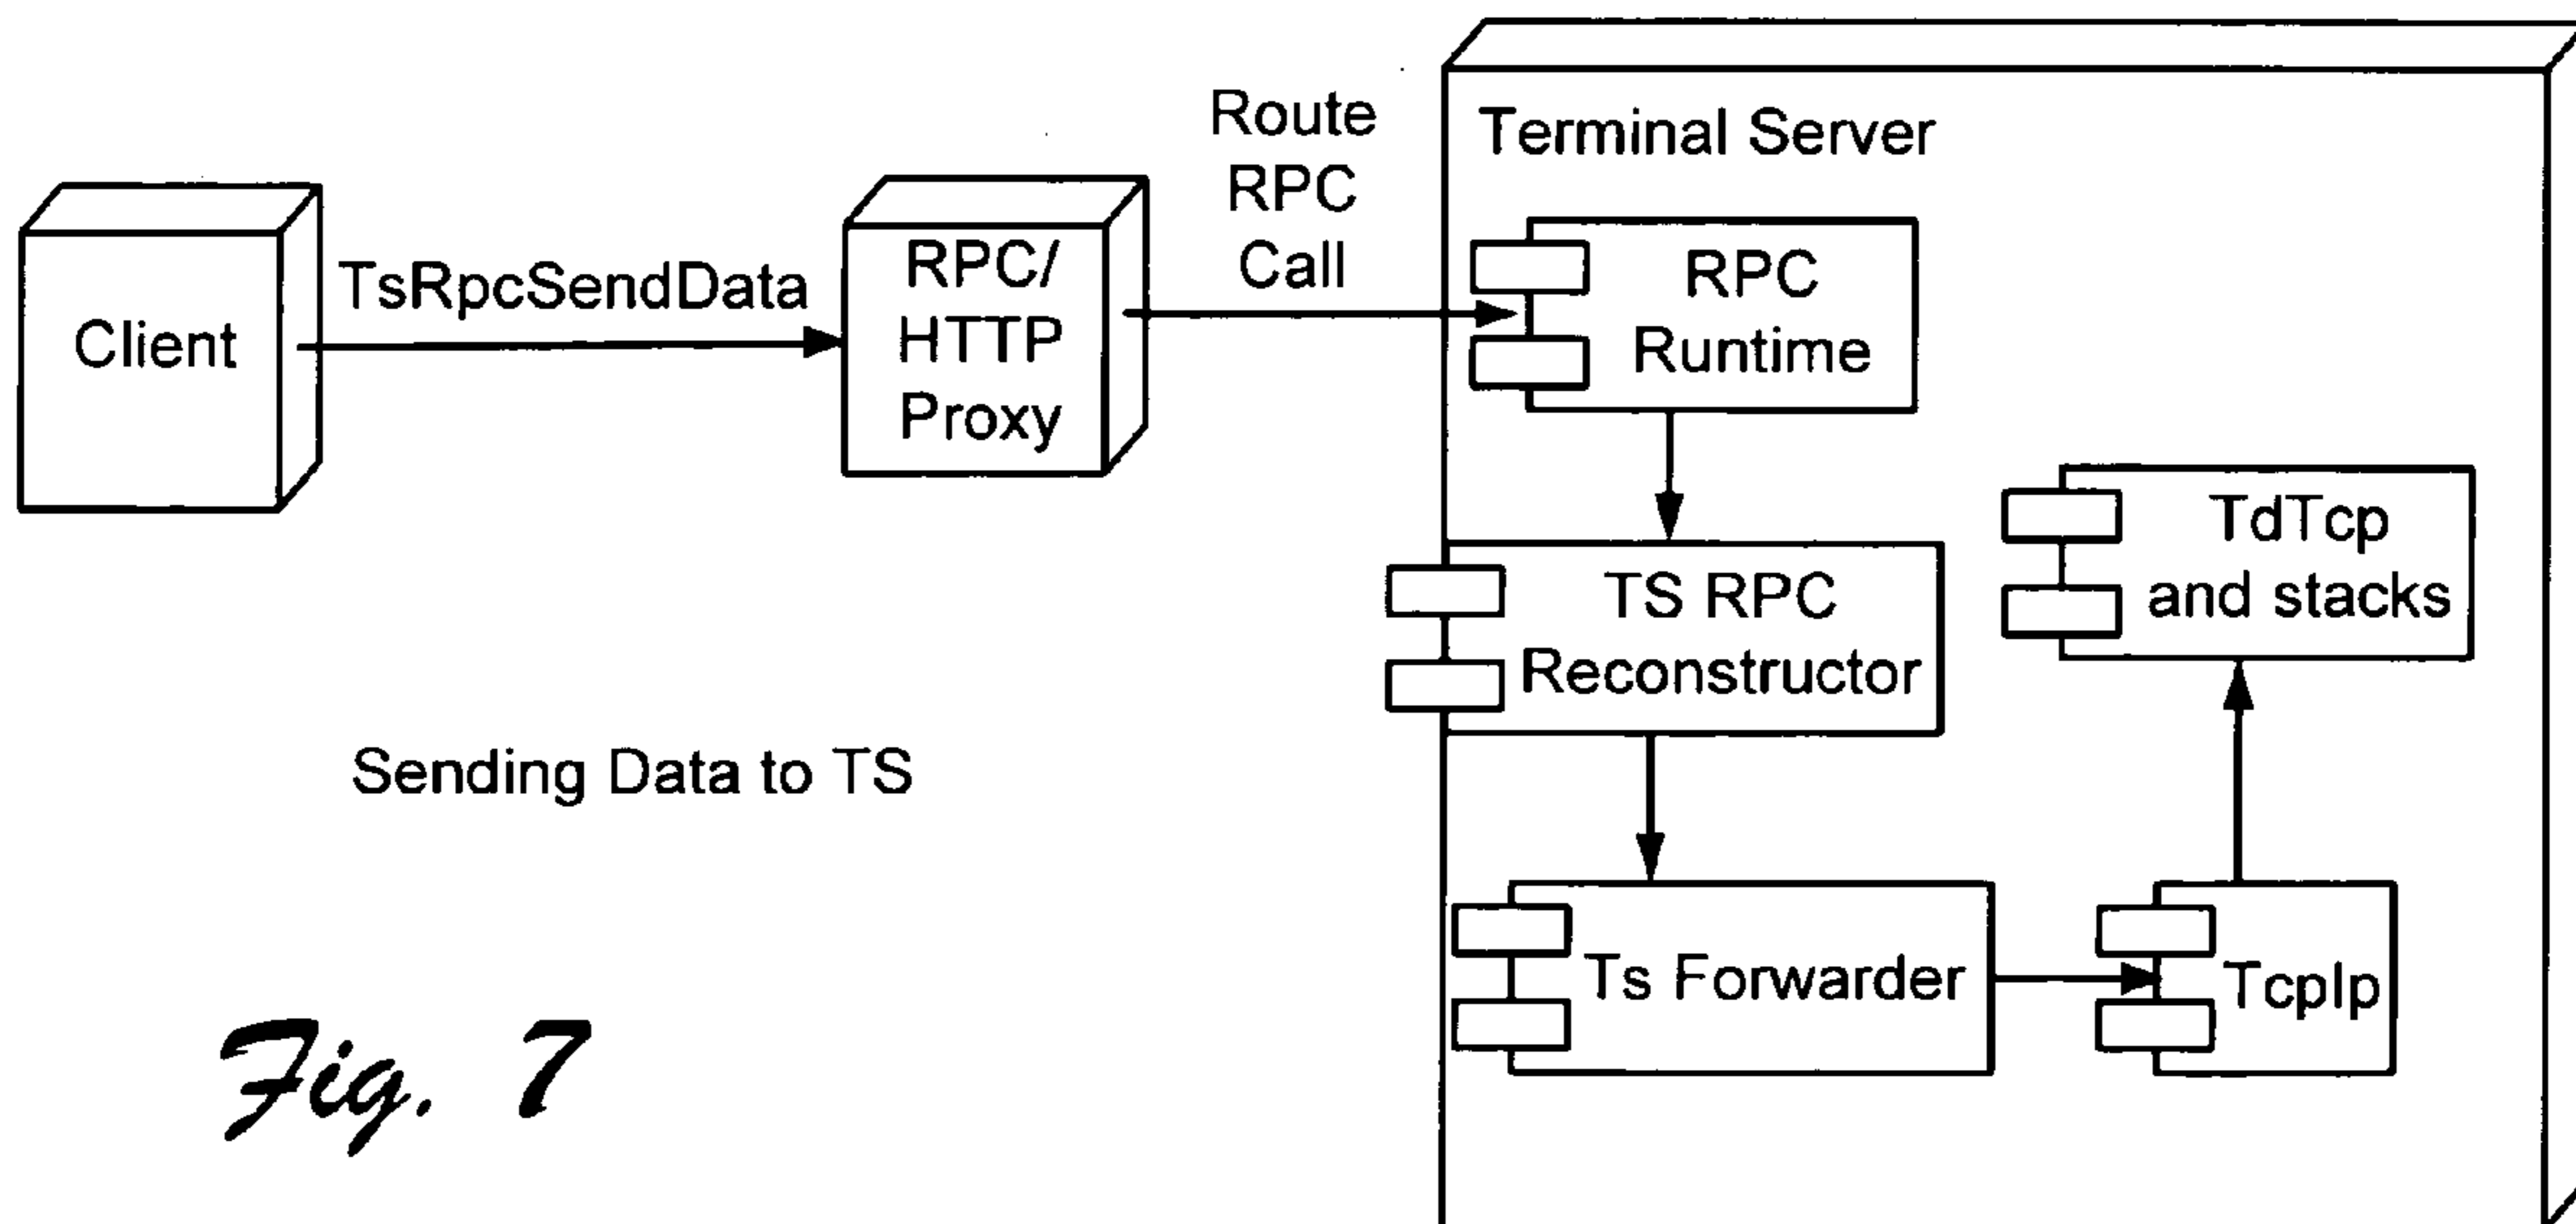 Client
TsRpcSendData
RPC/
HTTP
Proxy
Route
RPC
Call
Terminal Server
RPC
Runtime
TS RPC
Reconstructor
TdTcp
and stacks
Ts Forwarder
TcpIp
Sending Data to TS
Fig. 7